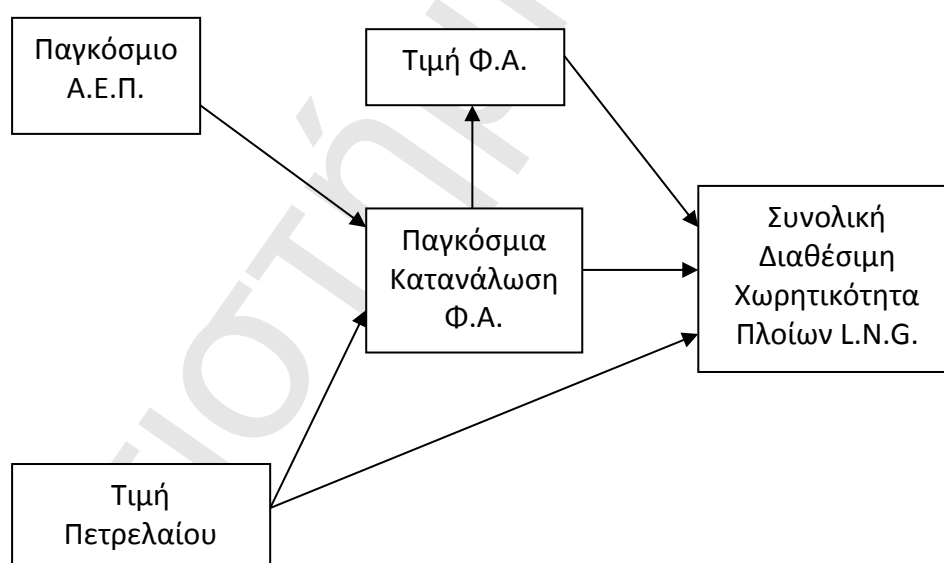 Παγκόσμιο
Α.Ε.Π.
Τιμή Φ.Α.
Παγκόσμια
Κατανάλωση
Φ.Α.
Συνολική
Διαθέσιμη
Χωρητικότητα
Πλοίων L.N.G.
Τιμή
Πετρελαίου